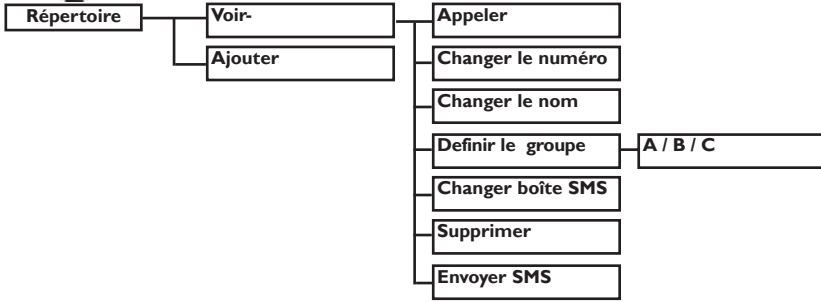 Répertoire
Voir-
Ajouter
Appeler
Changer le numéro
Changer le nom
Definir le groupe
A / B / C
Changer boîte SMS
Supprimer
Envoyer SMS